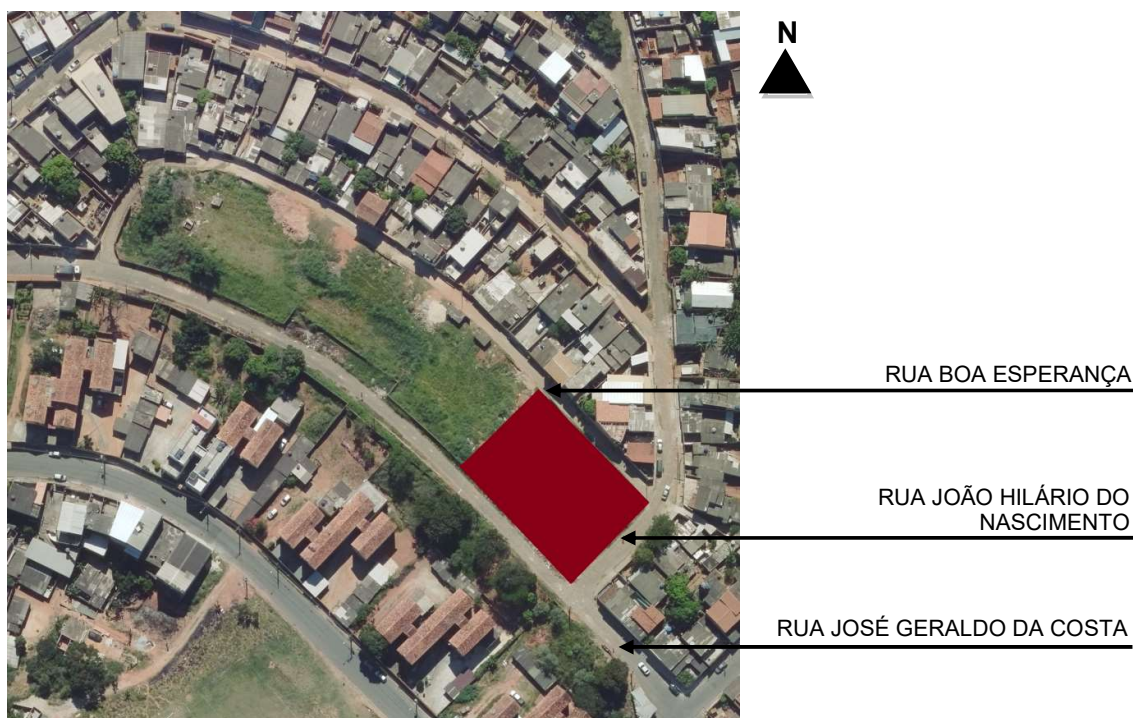 N
RUA BOA ESPERANÇA
RUA JOÃO HILÁRIO DO
NASCIMENTO
RUA JOSÉ GERALDO DA COSTA